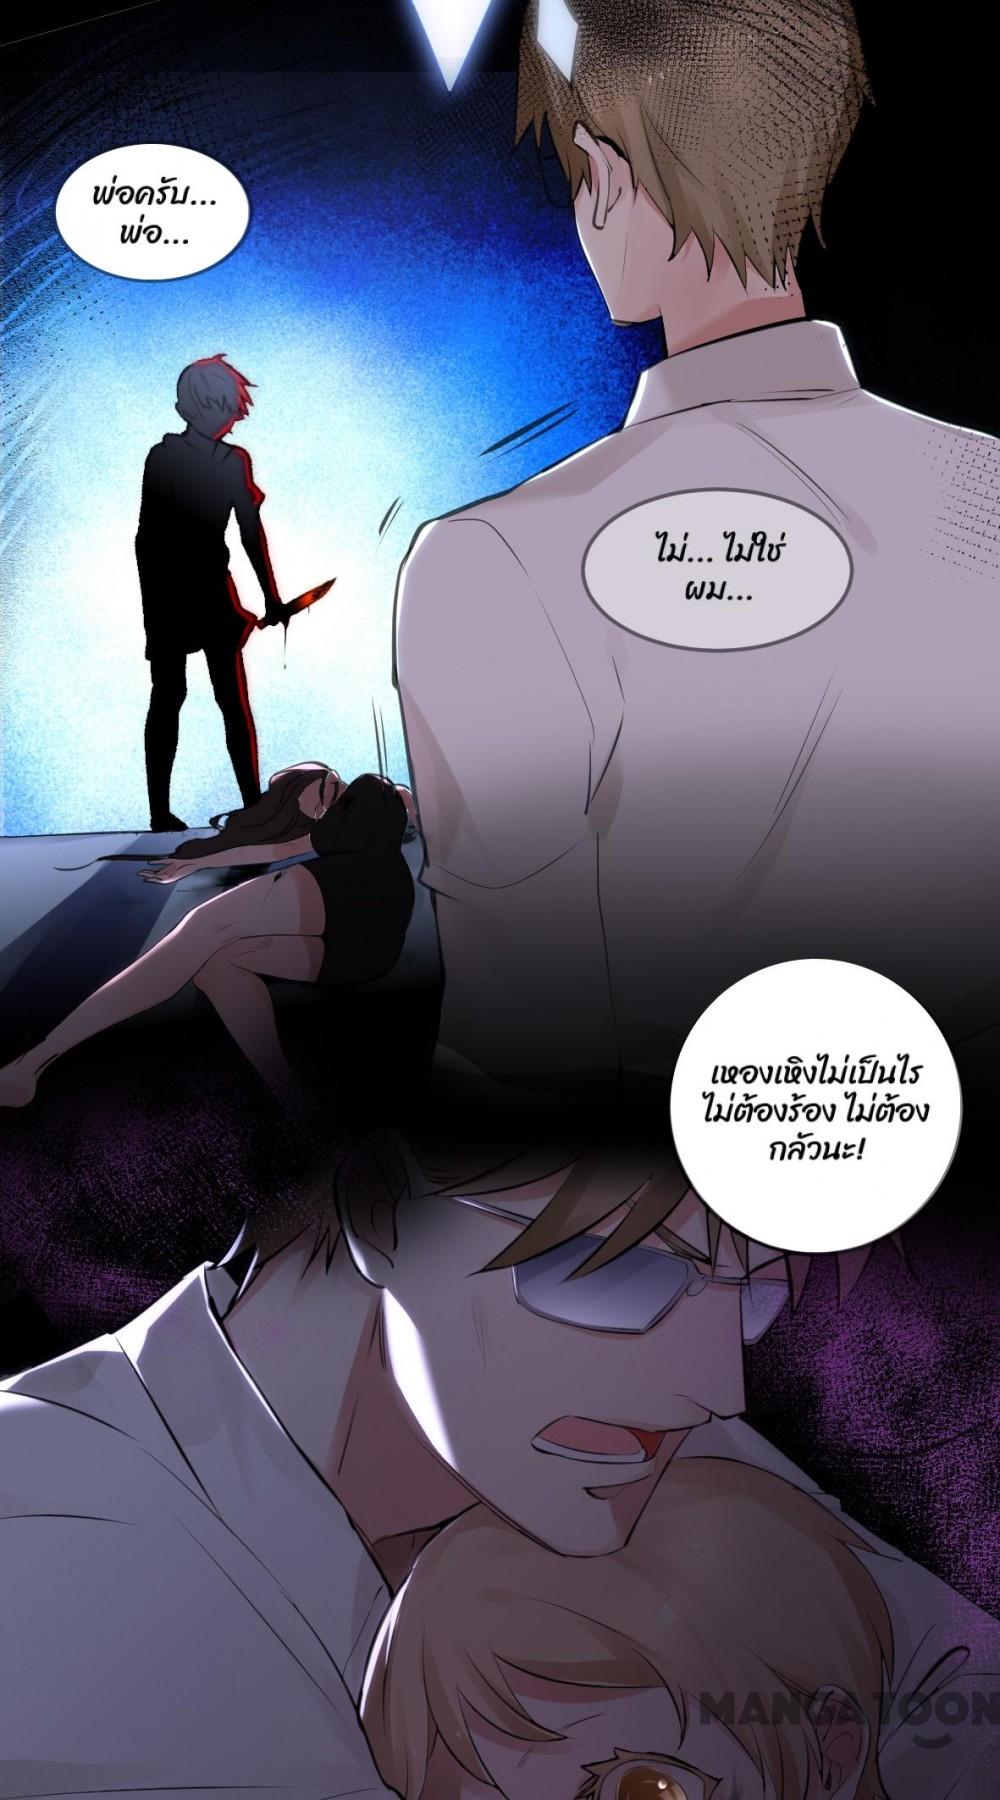 พ่อครับ...
พ่อ...
ไม่... ไม่ใช่
ผม...
เหองเหิงไม่เป็นไร
ไม่ต้องร้อง ไม่ต้อง
กลัวนะ!
MANGATOON